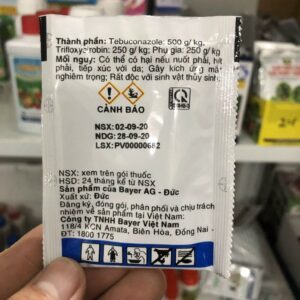 Thành phần: Tebuconazole: 500 g/ kg,
Trifloxystrobin: 250 g/ kg; Phụ gia: 250 g/ kg
Mối nguy: Có thể có hại nếu nuốt phải, hít
phải, tiếp xúc với da; Gây kích ứng mắt
nghiêm trọng; Rất độc với sinh vật thủy sinh
CẢNH BÁO
NSX: 02-09-20
NDG: 28-09-20
LSX: PV00000682
NSX: xem trên gói thuốc
HSD: 24 tháng kể từ NSX
Sản phẩm của Bayer AG - Đức
Xuất xứ: Đức
Đăng ký, đóng gói, phân phối và chịu trách
nhiệm về sản phẩm tại Việt Nam:
Công ty TNHH Bayer Việt Nam
118/4 KCN Amata, Biên Hòa, Đồng Nai -
ĐT: 1800 1775